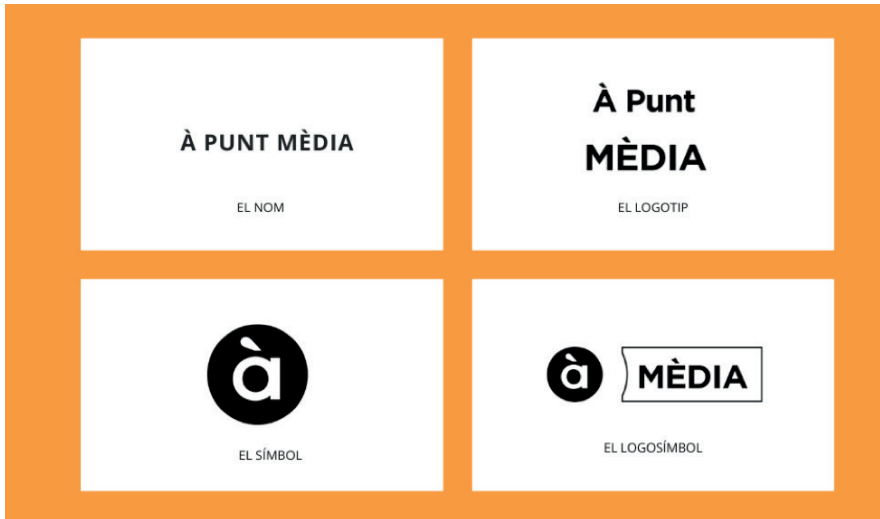 À PUNT MÈDIA
EL NOM
À Punt
MÈDIA
EL LOGOTIP
à
EL SÍMBOL
à MÈDIA
EL LOGOSÍMBOL